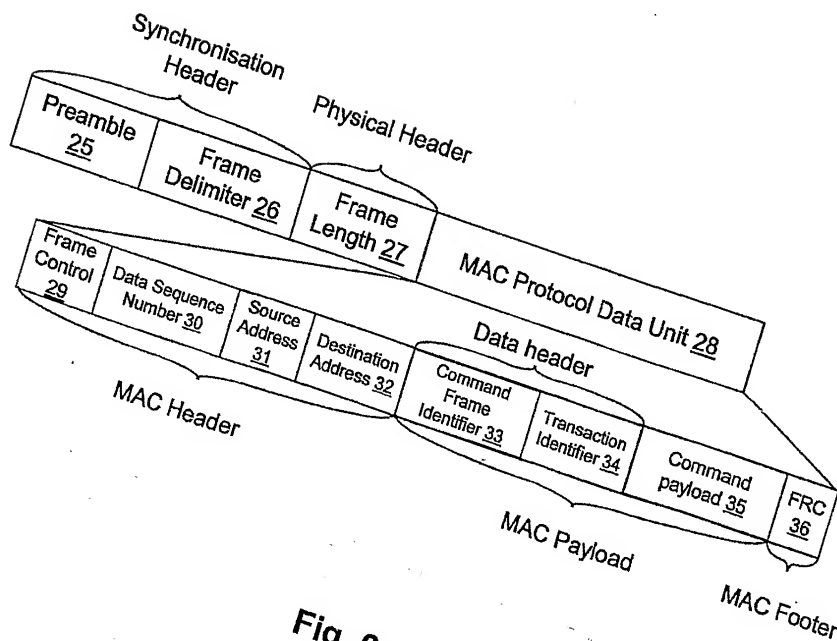 Synchronisation
Header
Physical Header
Preamble
25
Frame
Delimiter 26
Frame
Length 27
MAC Protocol Data Unit 28
Frame
Control
29
Data Sequence
Number 30
Source
Address
31
Destination
Address 32
Data header
Command
Frame
Identifier 33
Transaction
Identifier 34
Command
payload 35
FRC
36
MAC Header
MAC Payload
MAC Footer
Fig.